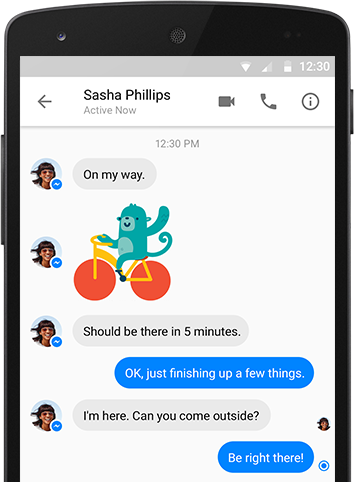 12:30
Sasha Phillips
Active Now
12:30 PM
On my way.
Should be there in 5 minutes.
OK, just finishing up a few things.
I'm here. Can you come outside?
Be right there!